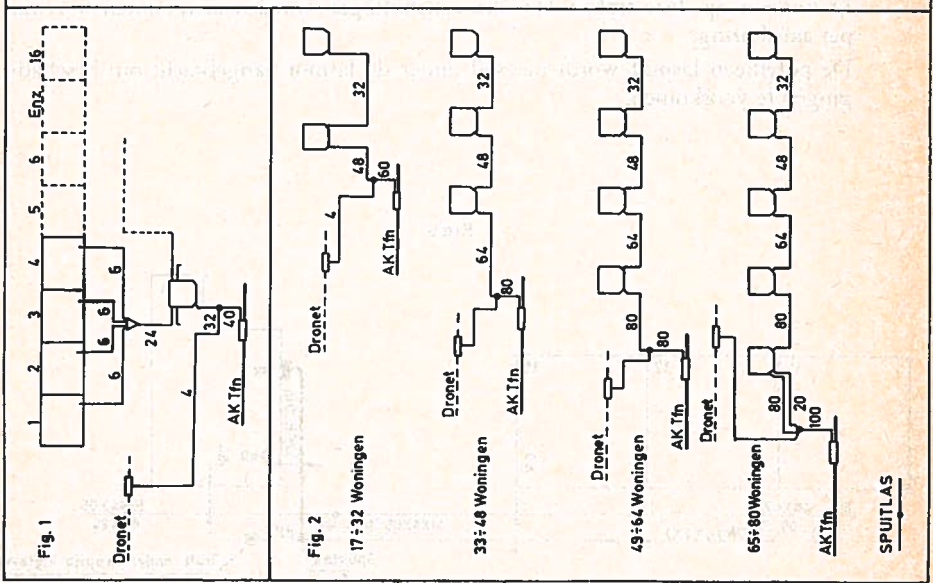 Fig. 1
1 2 3 4 5 6 Enz. 16
6 6 6 6
24
Dronet
4
32
40
AK Tfn
Fig. 2
17÷32 Woningen
Dronet
4
48
32
60
AK Tfn
33÷48 Woningen
Dronet
64
48
32
80
AK Tfn
49÷64 Woningen
Dronet
80
64
48
32
80
AK Tfn
65÷80 Woningen
Dronet
80
20
80
64
48
32
100
AK Tfn
SPUITLAS